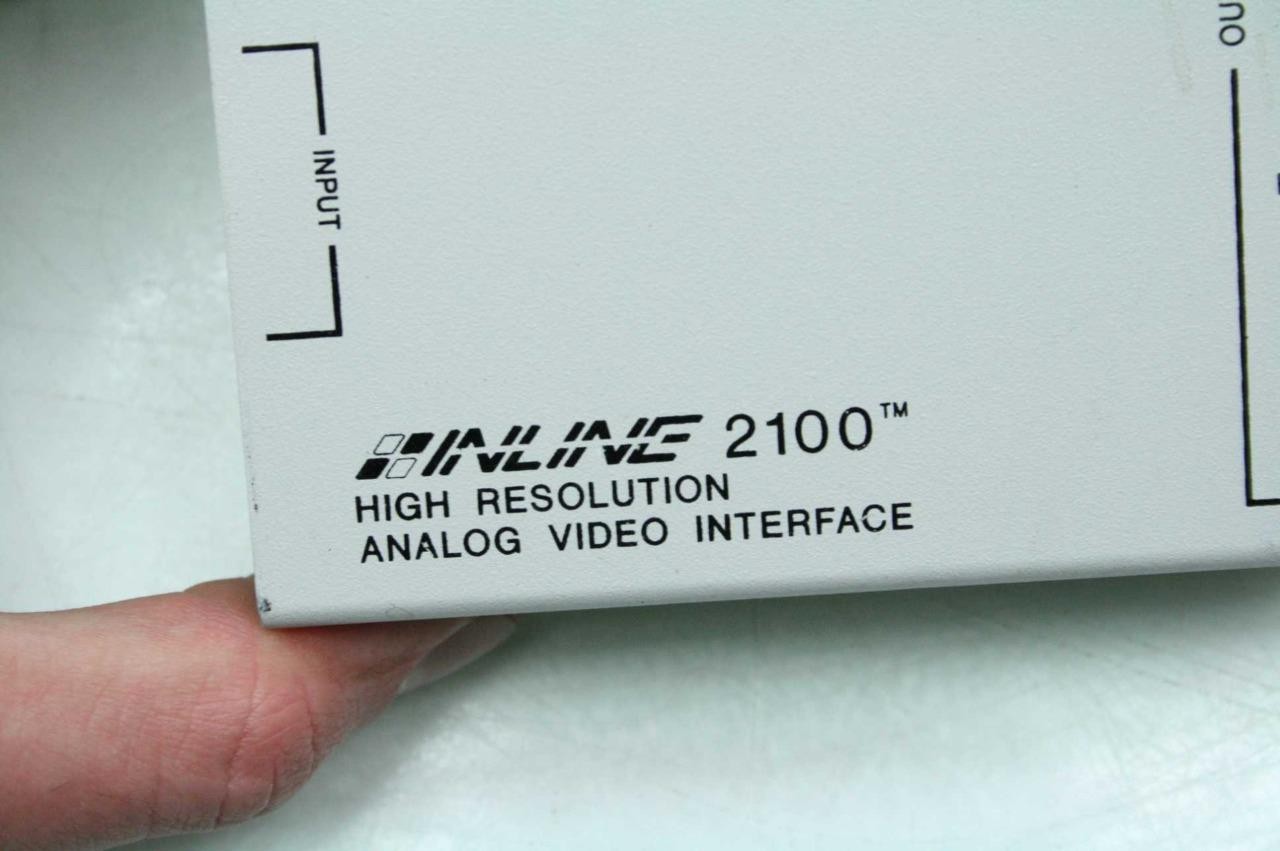 INPUT
INLINE 2100™
HIGH RESOLUTION
ANALOG VIDEO INTERFACE